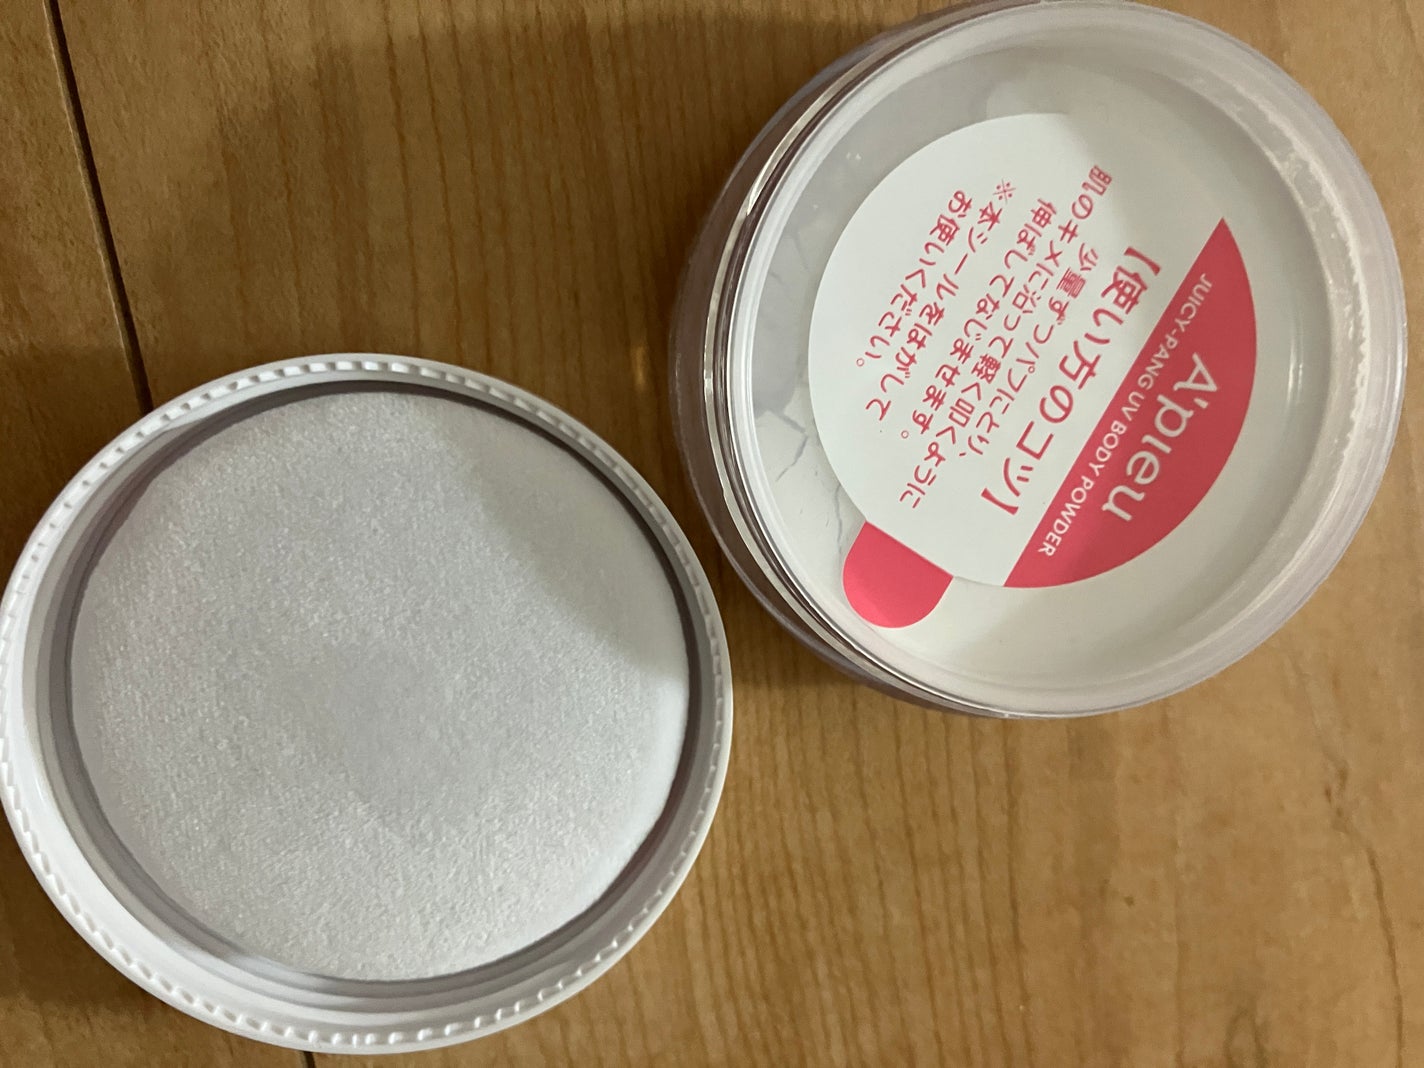 A'pieu
JUICY-PANG UV BODY POWDER
【使い方のコツ】
少量ずつパフにとり、
肌のキメに沿って軽く叩くように
伸ばしてなじませます。
※本シールをはがして
お使いください。